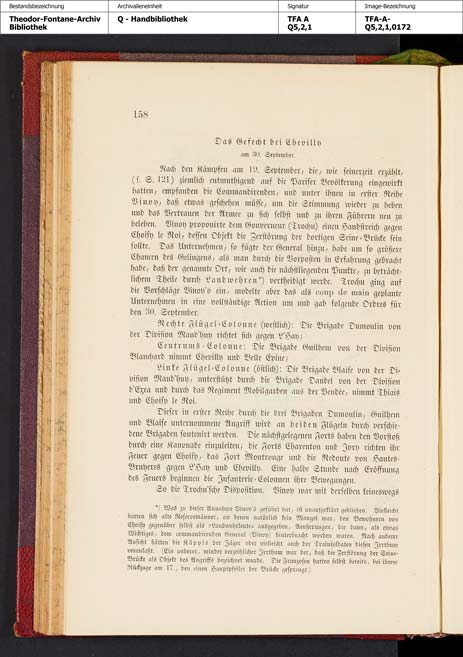 Bestandsbezeichnung
Archivalieneinheit
Signatur
Image-Bezeichnung
Theodor-Fontane-Archiv
Bibliothek
Q - Handbibliothek
TFA A
Q5,2,1
TFA-A-
Q5,2,1,0172
158
Das Gefecht bei Chevilly
am 30. September.
Nach den Kämpfen am 19. September, die, wie seinerzeit erzählt,
(s. S. 121) ziemlich entmuthigend auf die Pariser Bevölkerung eingewirkt
hatten, empfanden die Commandirenden, und unter ihnen in erster Reihe
Vinoy, daß etwas geschehen müsse, um die Stimmung wieder zu heben
und das Vertrauen der Armee zu sich selbst und zu ihren Führern neu zu
beleben. Vinoy proponirte dem Gouverneur (Trochu) einen Handstreich gegen
Choisy le Roi, dessen Objekt die Zerstörung der dortigen Seine-Brücke sein
sollte. Das Unternehmen, so fügte der General hinzu, habe um so größere
Chancen des Gelingens, als man durch die Vorposten in Erfahrung gebracht
habe, daß der genannte Ort, wie auch die nächstliegenden Punkte, zu beträcht-
lichem Theile durch Landwehren*) vertheidigt werde. Trochu ging auf
die Vorschläge Vinoy's ein, modelte aber das als coup de main geplante
Unternehmen in eine vollständige Action um und gab folgende Ordres für
den 30. September.
Rechte Flügel-Colonne (westlich): Die Brigade Dumoulin von
der Division Maud'huy richtet sich gegen L'Hay;
Centrums-Colonne: Die Brigade Guilhem von der Division
Blanchard nimmt Chevilly und Belle Epine;
Linke Flügel-Colonne (östlich): Die Brigade Blaise von der Di-
vision Maud'huy, unterstützt durch die Brigade Daudel von der Division
d'Exea und durch das Regiment Mobilgarden aus der Vendée, nimmt Thiais
und Choisy le Roi.
Dieser in erster Reihe durch die drei Brigaden Dumoulin, Guilhem
und Blaise unternommene Angriff wird an beiden Flügeln durch verschie-
dene Brigaden soutenirt werden. Die nächstgelegenen Forts haben den Vorstoß
durch eine Kanonade einzuleiten; die Forts Charenton und Ivry richten ihr
Feuer gegen Choisy, das Fort Montrouge und die Redoute von Hautes-
Bruyeres gegen L'Hay und Chevilly. Eine halbe Stunde nach Eröffnung
des Feuers beginnen die Infanterie-Colonnen ihre Bewegungen.
So die Trochu'sche Disposition. Vinoy war mit derselben keineswegs
*) Was zu dieser Annahme Vinoy's geführt hat, ist unaufgeklärt geblieben. Vielleicht
hatten sich alte Reservemänner, an denen natürlich kein Mangel war, den Bewohnern von
Choisy gegenüber selbst als «Landwehrleute» ausgegeben, Aeußerungen, die dann, als etwas
Wichtiges, dem commandirenden General (Vinoy) hinterbracht worden waren. Nach anderer
Ansicht hätten die Käppis der Jäger oder vielleicht auch der Trainsoldaten diesen Irrthum
veranlaßt. (Ein anderer, minder verzeihlicher Irrthum war der, daß die Zerstörung der Seine-
Brücke als Objekt des Angriffs bezeichnet wurde. Die Franzosen hatten selbst bereits, bei ihrem
Rückzuge am 17., den einen Hauptpfeiler der Brücke gesprengt.)